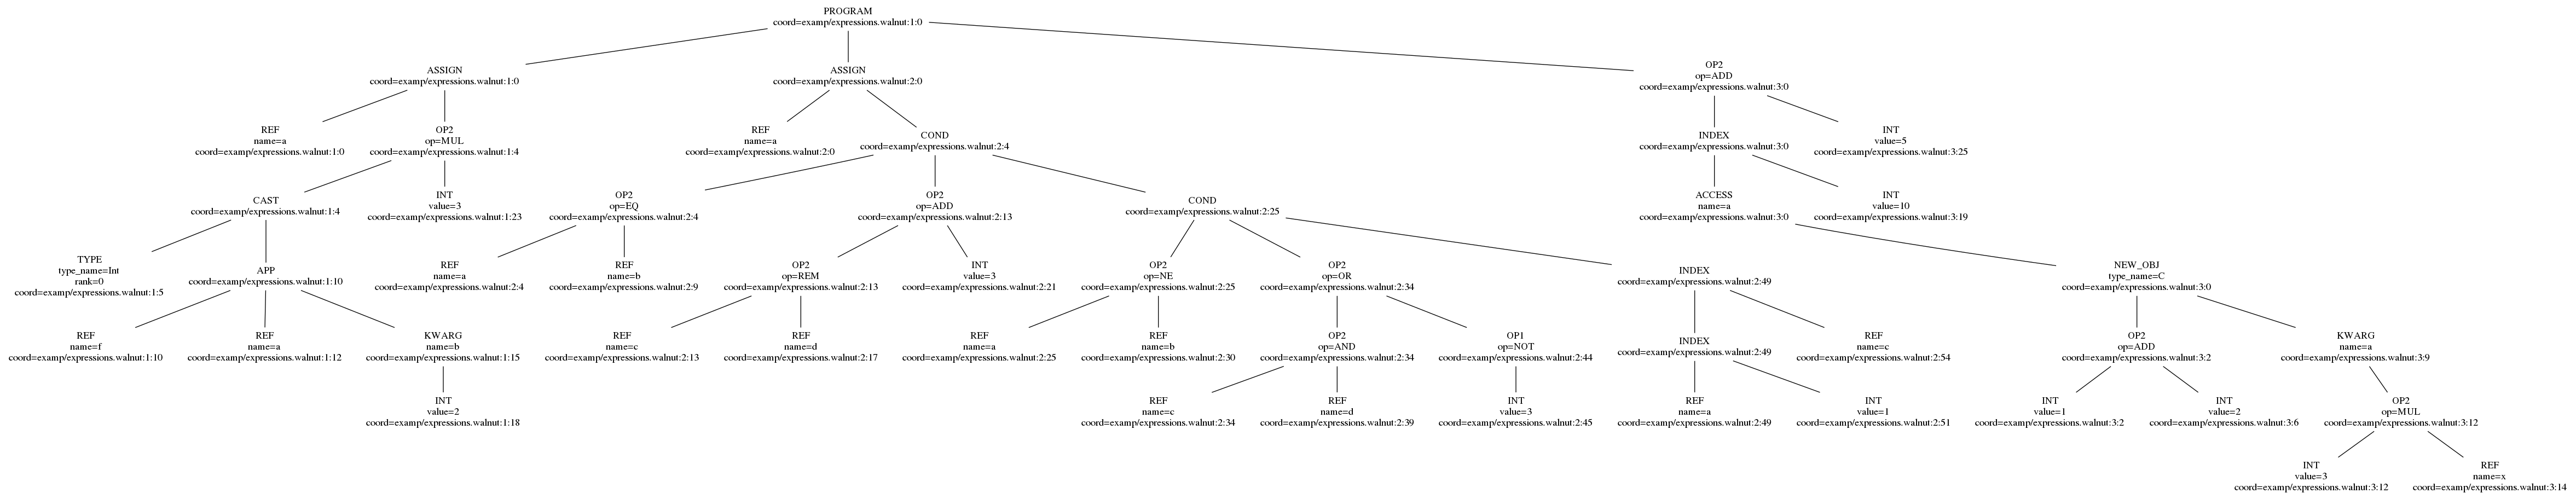 PROGRAM
coord=examp/expressions.walnut:1:0
ASSIGN
coord=examp/expressions.walnut:1:0
ASSIGN
coord=examp/expressions.walnut:2:0
OP2
op=ADD
coord=examp/expressions.walnut:3:0
REF
name=a
coord=examp/expressions.walnut:1:0
OP2
op=MUL
coord=examp/expressions.walnut:1:4
REF
name=a
coord=examp/expressions.walnut:2:0
COND
coord=examp/expressions.walnut:2:4
INDEX
coord=examp/expressions.walnut:3:0
INT
value=5
coord=examp/expressions.walnut:3:25
CAST
coord=examp/expressions.walnut:1:4
INT
value=3
coord=examp/expressions.walnut:1:23
OP2
op=EQ
coord=examp/expressions.walnut:2:4
OP2
op=ADD
coord=examp/expressions.walnut:2:13
COND
coord=examp/expressions.walnut:2:25
ACCESS
name=a
coord=examp/expressions.walnut:3:0
INT
value=10
coord=examp/expressions.walnut:3:19
TYPE
type_name=Int
rank=0
coord=examp/expressions.walnut:1:5
APP
coord=examp/expressions.walnut:1:10
REF
name=a
coord=examp/expressions.walnut:2:4
REF
name=b
coord=examp/expressions.walnut:2:9
OP2
op=REM
coord=examp/expressions.walnut:2:13
INT
value=3
coord=examp/expressions.walnut:2:21
OP2
op=NE
coord=examp/expressions.walnut:2:25
OP2
op=OR
coord=examp/expressions.walnut:2:34
INDEX
coord=examp/expressions.walnut:2:49
NEW_OBJ
type_name=C
coord=examp/expressions.walnut:3:0
REF
name=f
coord=examp/expressions.walnut:1:10
REF
name=a
coord=examp/expressions.walnut:1:12
KWARG
name=b
coord=examp/expressions.walnut:1:15
REF
name=c
coord=examp/expressions.walnut:2:13
REF
name=d
coord=examp/expressions.walnut:2:17
REF
name=a
coord=examp/expressions.walnut:2:25
REF
name=b
coord=examp/expressions.walnut:2:30
OP2
op=AND
coord=examp/expressions.walnut:2:34
OP1
op=NOT
coord=examp/expressions.walnut:2:44
INDEX
coord=examp/expressions.walnut:2:49
REF
name=c
coord=examp/expressions.walnut:2:54
OP2
op=ADD
coord=examp/expressions.walnut:3:2
KWARG
name=a
coord=examp/expressions.walnut:3:9
INT
value=2
coord=examp/expressions.walnut:1:18
REF
name=c
coord=examp/expressions.walnut:2:34
REF
name=d
coord=examp/expressions.walnut:2:39
INT
value=3
coord=examp/expressions.walnut:2:45
REF
name=a
coord=examp/expressions.walnut:2:49
INT
value=1
coord=examp/expressions.walnut:2:51
INT
value=1
coord=examp/expressions.walnut:3:2
INT
value=2
coord=examp/expressions.walnut:3:6
OP2
op=MUL
coord=examp/expressions.walnut:3:12
INT
value=3
coord=examp/expressions.walnut:3:12
REF
name=x
coord=examp/expressions.walnut:3:14